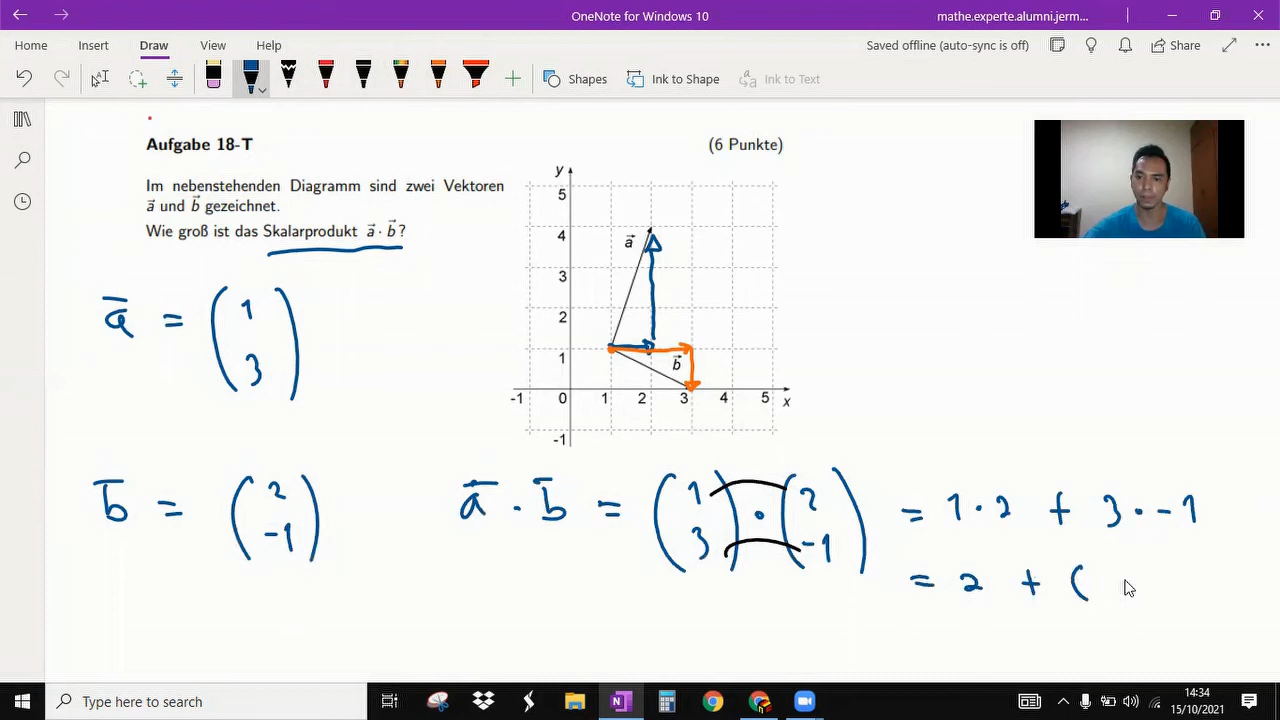 OneNote for Windows 10
mathe.experte.alumni.jerm...
Home Insert Draw View Help
Saved offline (auto-sync is off)
Share
Shapes
Ink to Shape
Ink to Text
Aufgabe 18-T
(6 Punkte)
Im nebenstehenden Diagramm sind zwei Vektoren
a⃗ und b⃗ gezeichnet.
Wie groß ist das Skalarprodukt a⃗ · b⃗ ?
y
5
4
3
2
1
-1 0 1 2 3 4 5 x
-1
a⃗
b⃗
a̅ = (1
3)
b̅ = (2
-1)
a̅ · b̅ = (1 · (2 = 1 · 2 + 3 · -1
3) -1)
= 2 + (
Type here to search
14:34
15/10/2021